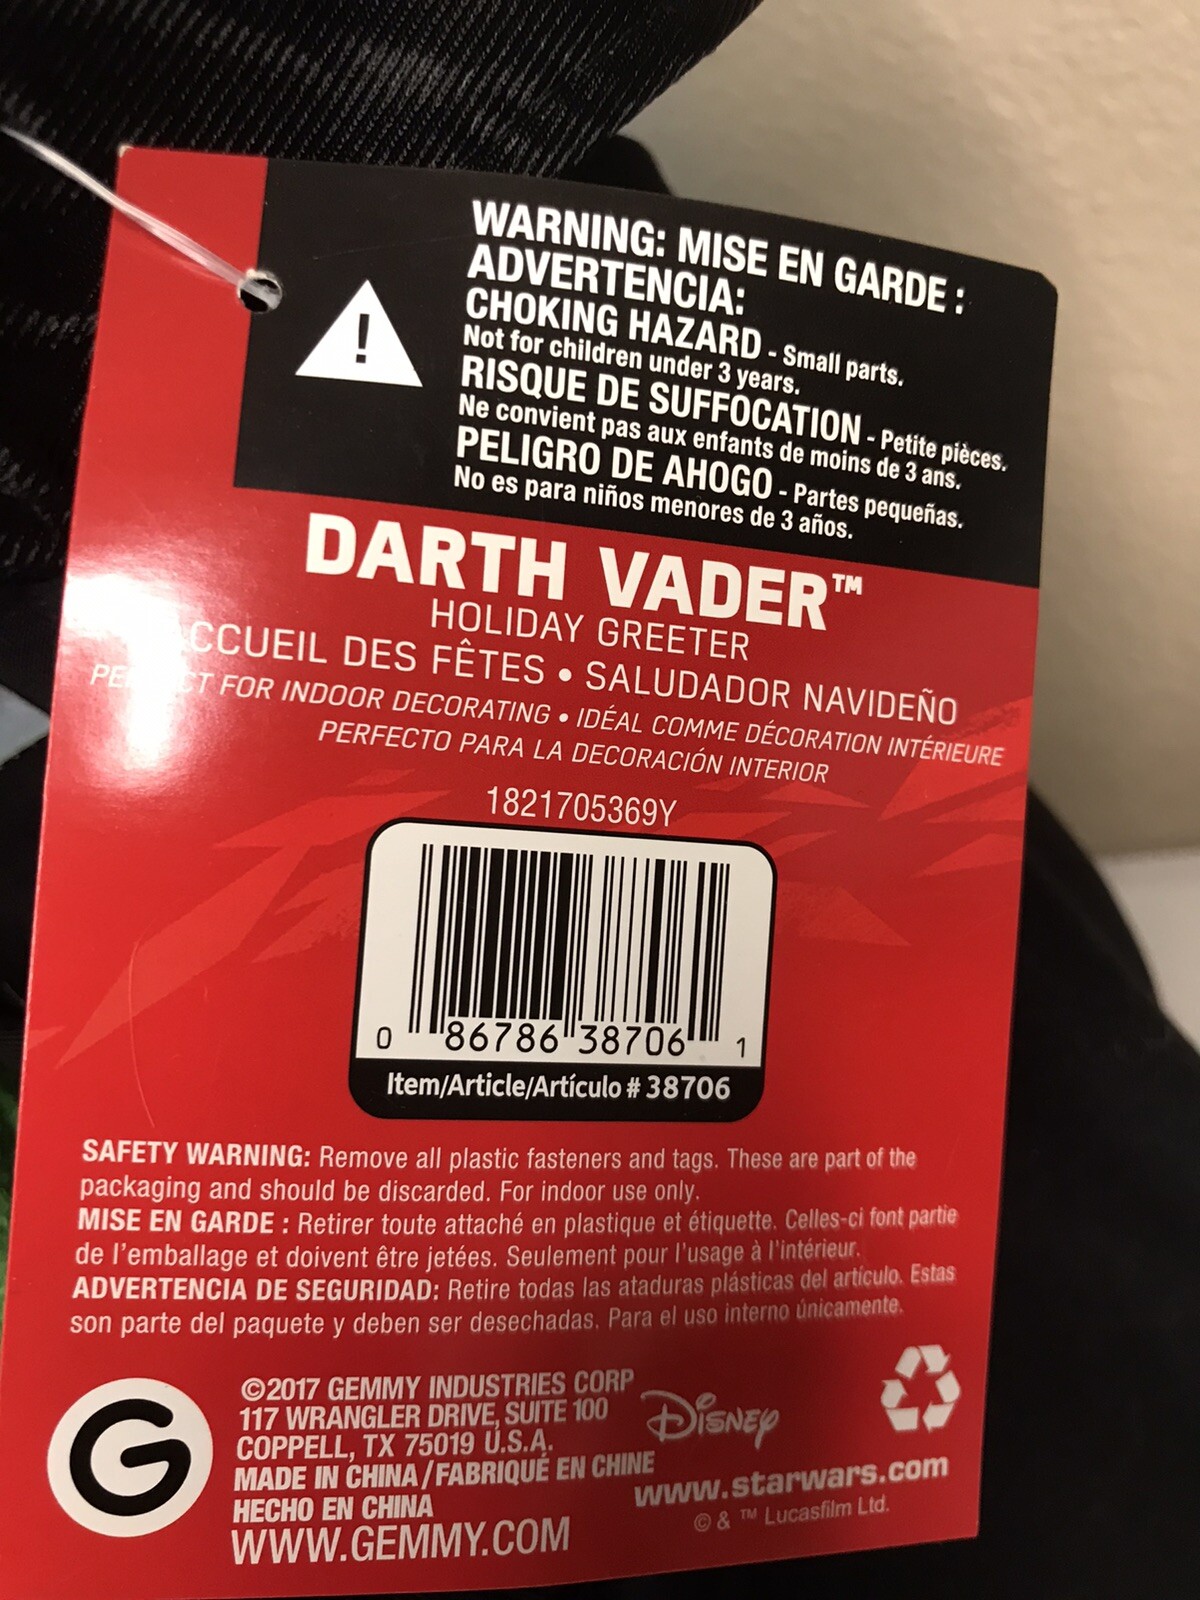 WARNING: MISE EN GARDE :
ADVERTENCIA:
CHOKING HAZARD - Small parts.
Not for children under 3 years.
RISQUE DE SUFFOCATION - Petite pièces.
Ne convient pas aux enfants de moins de 3 ans.
PELIGRO DE AHOGO - Partes pequeñas.
No es para niños menores de 3 años.
!
DARTH VADER™
HOLIDAY GREETER
CCUEIL DES FÊTES • SALUDADOR NAVIDEÑO
FOR INDOOR DECORATING • IDÉAL COMME DÉCORATION INTÉRIEURE
PERFECTO PARA LA DECORACIÓN INTERIOR
1821705369Y
0 86786 38706 1
Item/Article/Artículo # 38706
SAFETY WARNING: Remove all plastic fasteners and tags. These are part of the
packaging and should be discarded. For indoor use only.
MISE EN GARDE : Retirer toute attaché en plastique et étiquette. Celles-ci font partie
de l'emballage et doivent être jetées. Seulement pour l'usage à l'intérieur.
ADVERTENCIA DE SEGURIDAD: Retire todas las ataduras plásticas del artículo. Estas
son parte del paquete y deben ser desechadas. Para el uso interno únicamente.
G
©2017 GEMMY INDUSTRIES CORP
117 WRANGLER DRIVE, SUITE 100
COPPELL, TX 75019 U.S.A.
MADE IN CHINA/FABRIQUÉ EN CHINE
HECHO EN CHINA
WWW.GEMMY.COM
Disney
www.starwars.com
© & ™ Lucasfilm Ltd.